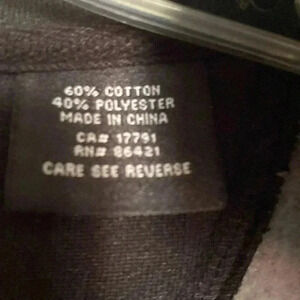 60% COTTON
40% POLYESTER
MADE IN CHINA
CA# 17791
RN# 86421
CARE SEE REVERSE